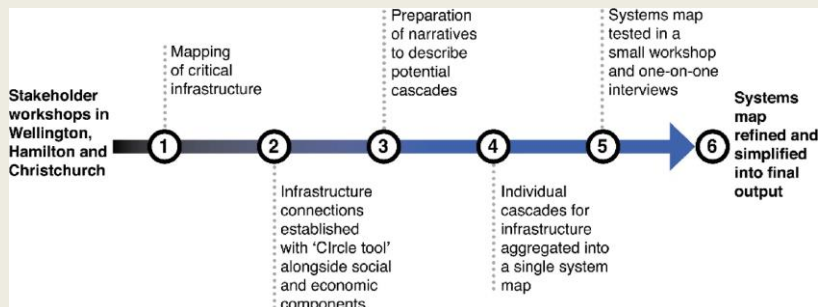 Stakeholder
workshops in
Wellington,
Hamilton and
Christchurch
1
Mapping
of critical
infrastructure
2
Infrastructure
connections
established
with ‘CIrcle tool’
alongside social
and economic
components
3
Preparation
of narratives
to describe
potential
cascades
4
Individual
cascades for
infrastructure
aggregated into
a single system
map
5
Systems map
tested in a
small workshop
and one-on-one
interviews
6
Systems
map
refined and
simplified
into final
output